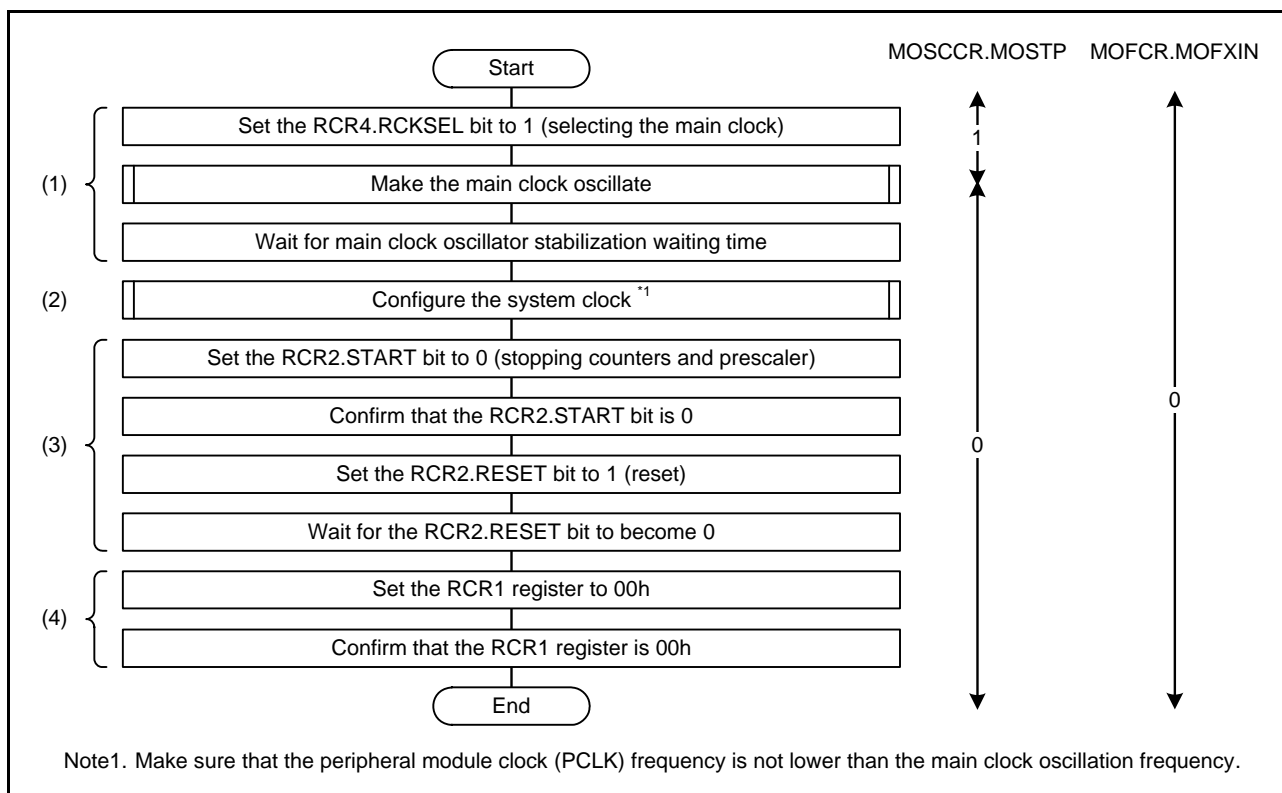 MOSCCR.MOSTP MOFCR.MOFXIN
Start
Set the RCR4.RCKSEL bit to 1 (selecting the main clock)
1
(1) Make the main clock oscillate
Wait for main clock oscillator stabilization waiting time
(2) Configure the system clock *1
Set the RCR2.START bit to 0 (stopping counters and prescaler)
Confirm that the RCR2.START bit is 0
0
(3)
0
Set the RCR2.RESET bit to 1 (reset)
Wait for the RCR2.RESET bit to become 0
Set the RCR1 register to 00h
(4)
Confirm that the RCR1 register is 00h
End
Note1. Make sure that the peripheral module clock (PCLK) frequency is not lower than the main clock oscillation frequency.